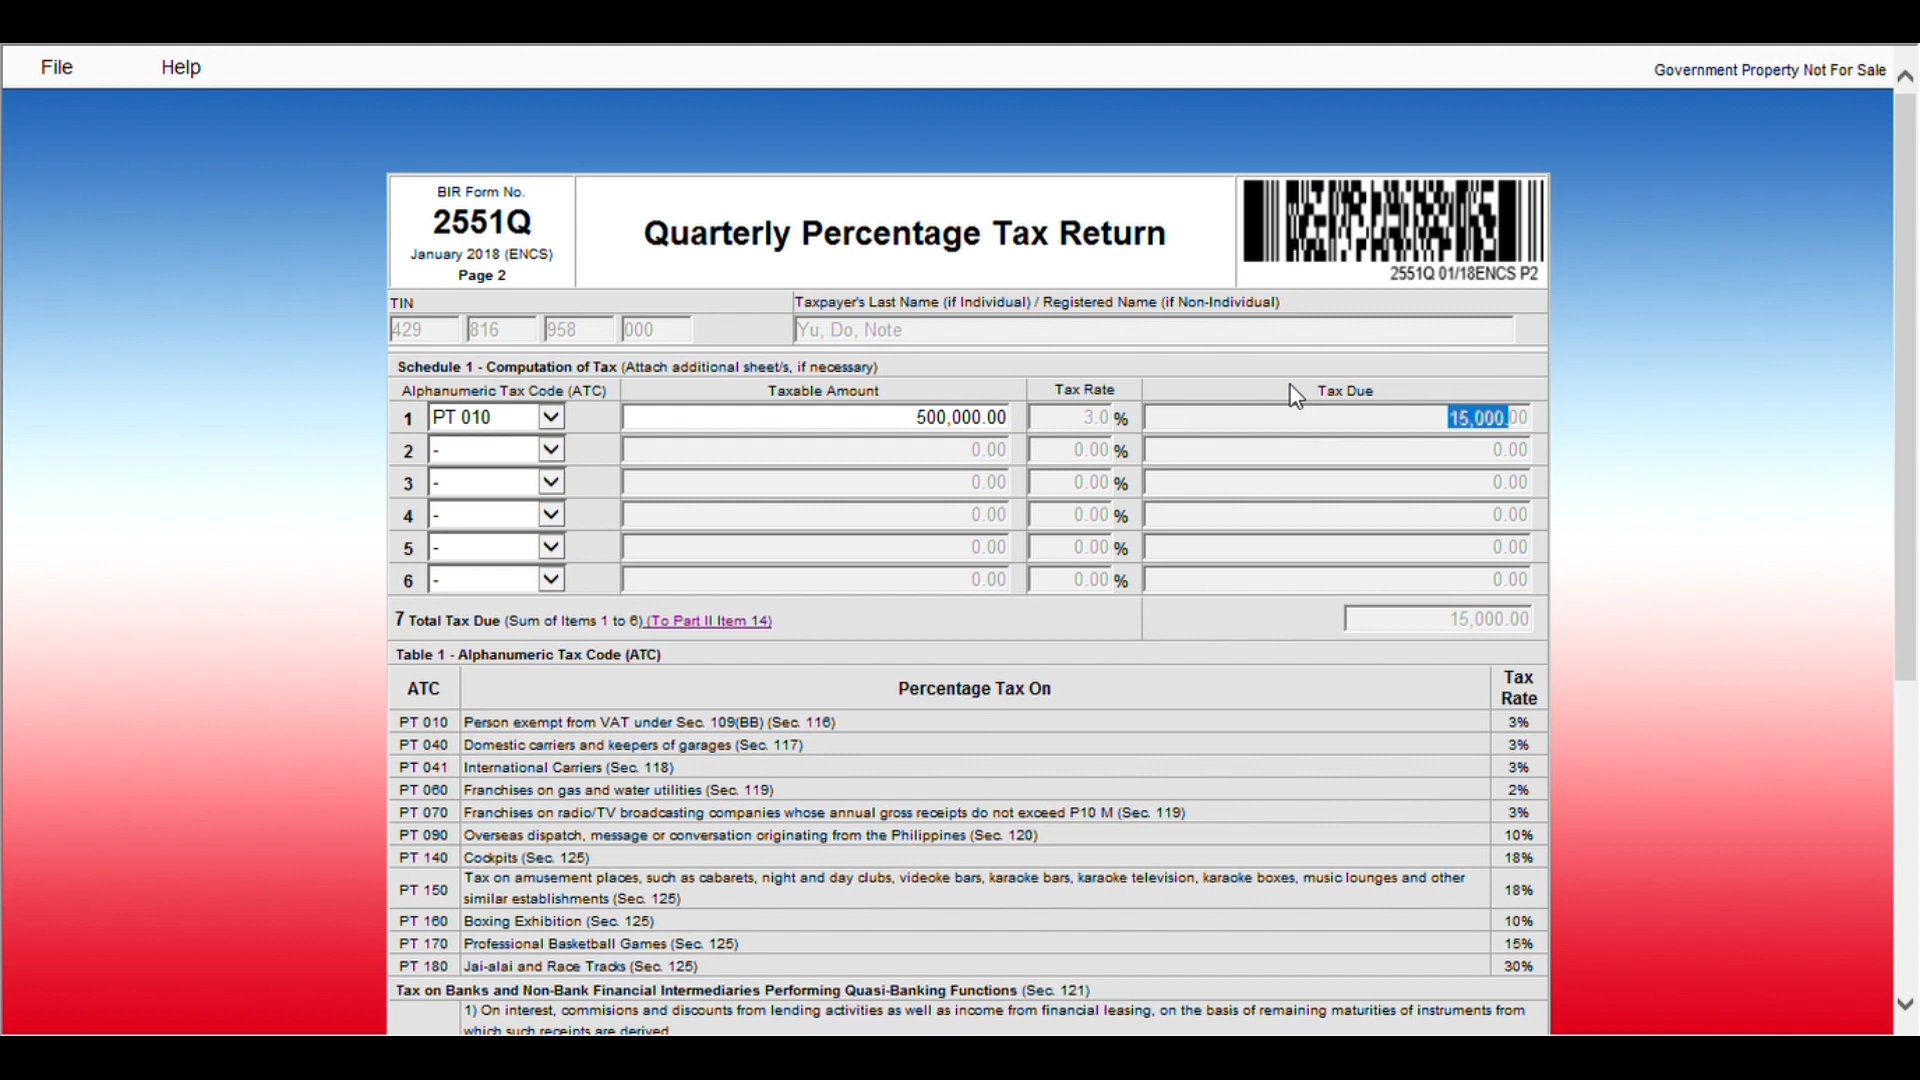 File Help Government Property Not For Sale
BIR Form No.
2551Q
January 2018 (ENCS)
Page 2
Quarterly Percentage Tax Return
2551Q 01/18ENCS P2
TIN Taxpayer's Last Name (if Individual) / Registered Name (if Non-Individual)
429 816 958 000 Yu, Do, Note
Schedule 1 - Computation of Tax (Attach additional sheet/s, if necessary)
Alphanumeric Tax Code (ATC) Taxable Amount Tax Rate Tax Due
1 PT 010 500,000.00 3.0 % 15,000.00
2 - 0.00 0.00 % 0.00
3 - 0.00 0.00 % 0.00
4 - 0.00 0.00 % 0.00
5 - 0.00 0.00 % 0.00
6 - 0.00 0.00 % 0.00
7 Total Tax Due (Sum of Items 1 to 6) (To Part II Item 14) 15,000.00
Table 1 - Alphanumeric Tax Code (ATC)
ATC Percentage Tax On Tax Rate
PT 010 Person exempt from VAT under Sec. 109(BB) (Sec. 116) 3%
PT 040 Domestic carriers and keepers of garages (Sec. 117) 3%
PT 041 International Carriers (Sec. 118) 3%
PT 060 Franchises on gas and water utilities (Sec. 119) 2%
PT 070 Franchises on radio/TV broadcasting companies whose annual gross receipts do not exceed P10 M (Sec. 119) 3%
PT 090 Overseas dispatch, message or conversation originating from the Philippines (Sec. 120) 10%
PT 140 Cockpits (Sec. 125) 18%
PT 150 Tax on amusement places, such as cabarets, night and day clubs, videoke bars, karaoke bars, karaoke television, karaoke boxes, music lounges and other
similar establishments (Sec. 125) 18%
PT 160 Boxing Exhibition (Sec. 125) 10%
PT 170 Professional Basketball Games (Sec. 125) 15%
PT 180 Jai-alai and Race Tracks (Sec. 125) 30%
Tax on Banks and Non-Bank Financial Intermediaries Performing Quasi-Banking Functions (Sec. 121)
1) On interest, commisions and discounts from lending activities as well as income from financial leasing, on the basis of remaining maturities of instruments from
which such receipts are derived